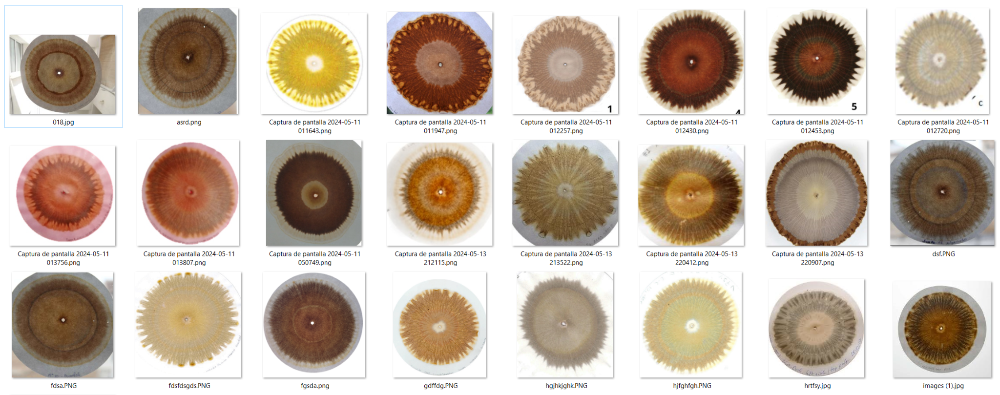 1
4
5
c
018.jpg
asrd.png
Captura de pantalla 2024-05-11
011643.png
Captura de pantalla 2024-05-11
011947.png
Captura de pantalla 2024-05-11
012257.png
Captura de pantalla 2024-05-11
012430.png
Captura de pantalla 2024-05-11
012453.png
Captura de pantalla 2024-05-11
012720.png
Captura de pantalla 2024-05-11
013756.png
Captura de pantalla 2024-05-11
013807.png
Captura de pantalla 2024-05-11
050749.png
Captura de pantalla 2024-05-13
212115.png
Captura de pantalla 2024-05-13
213522.png
Captura de pantalla 2024-05-13
220412.png
Captura de pantalla 2024-05-13
220907.png
dsf.PNG
fdsa.PNG
fdsfdsgds.PNG
fgsda.png
gdffdg.PNG
hgjhkjghk.PNG
hjfghfgh.PNG
hrtfsy.jpg
images (1).jpg